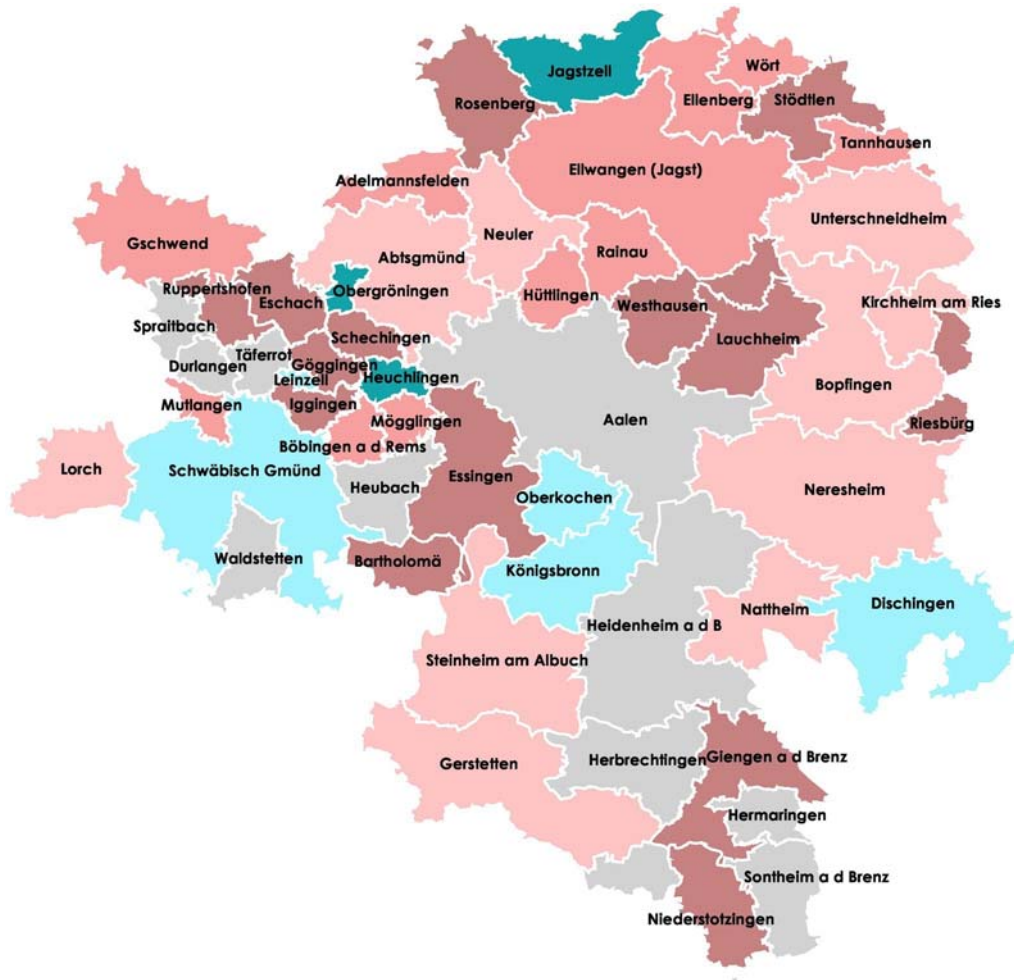 Wört
Jagstzell
Ellenberg
Stödtlen
Rosenberg
Tannhausen
Ellwangen (Jagst)
Adelmannsfelden
Unterschneidheim
Neuler
Gschwend
Rainau
Abtsgmünd
Ruppertshofen
Obergröningen
Hüttlingen
Eschach
Westhausen
Kirchheim am Ries
Spraitbach
Schechingen
Lauchheim
Täferrot
Durlangen
Göggingen
Leinzell
Heuchlingen
Bopfingen
Mutlangen
Iggingen
Mögglingen
Aalen
Riesbürg
Böbingen a d Rems
Lorch
Schwäbisch Gmünd
Essingen
Heubach
Neresheim
Oberkochen
Waldstetten
Bartholomä
Königsbronn
Dischingen
Nattheim
Heidenheim a d B
Steinheim am Albuch
Giengen a d Brenz
Herbrechtingen
Gerstetten
Hermaringen
Sontheim a d Brenz
Niederstotzingen